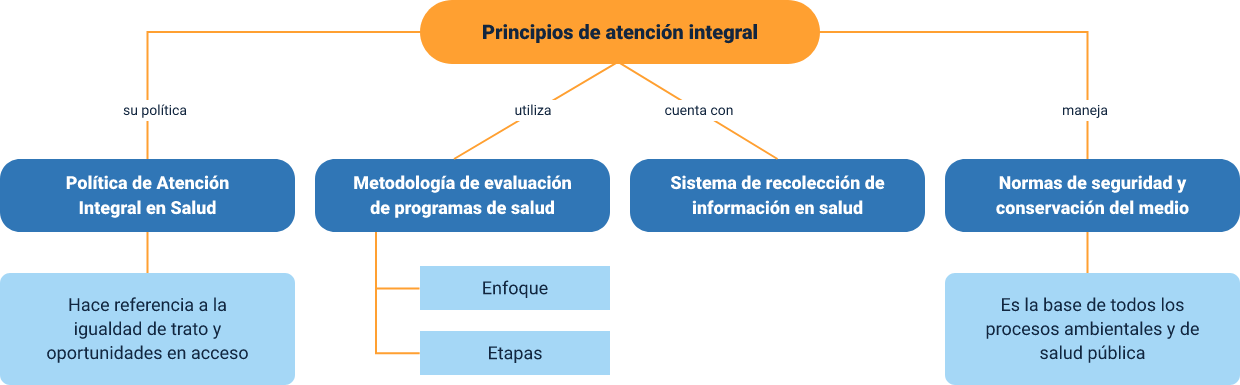 Principios de atención integral
su política
utiliza
cuenta con
maneja
Política de Atención
Integral en Salud
Metodología de evaluación
de programas de salud
Sistema de recolección de
información en salud
Normas de seguridad y
conservación del medio
Hace referencia a la
igualdad de trato y
oportunidades en acceso
Enfoque
Etapas
Es la base de todos los
procesos ambientales y de
salud pública